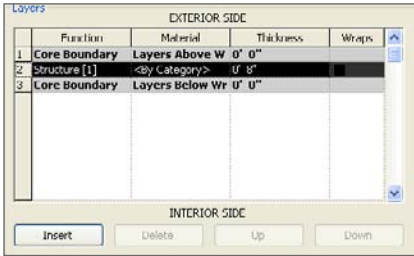 Layers
EXTERIOR SIDE
Function Material Thickness Wraps
1 Core Boundary Layers Above W 0' 0"
2 Structure [1] <By Category> 0' 8"
3 Core Boundary Layers Below Wr 0' 0"
INTERIOR SIDE
Insert Delete Up Down